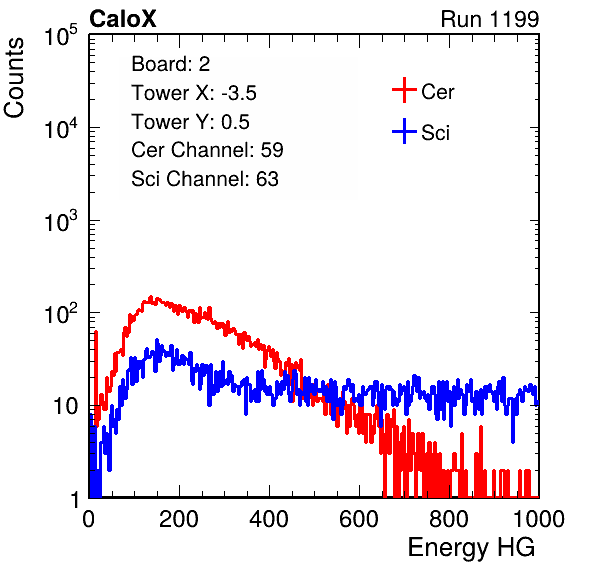 CaloX Run 1199
Counts
Board: 2
Tower X: -3.5
Tower Y: 0.5
Cer Channel: 59
Sci Channel: 63
Cer
Sci
10^5
10^4
10^3
10^2
10
1
0 200 400 600 800 1000
Energy HG